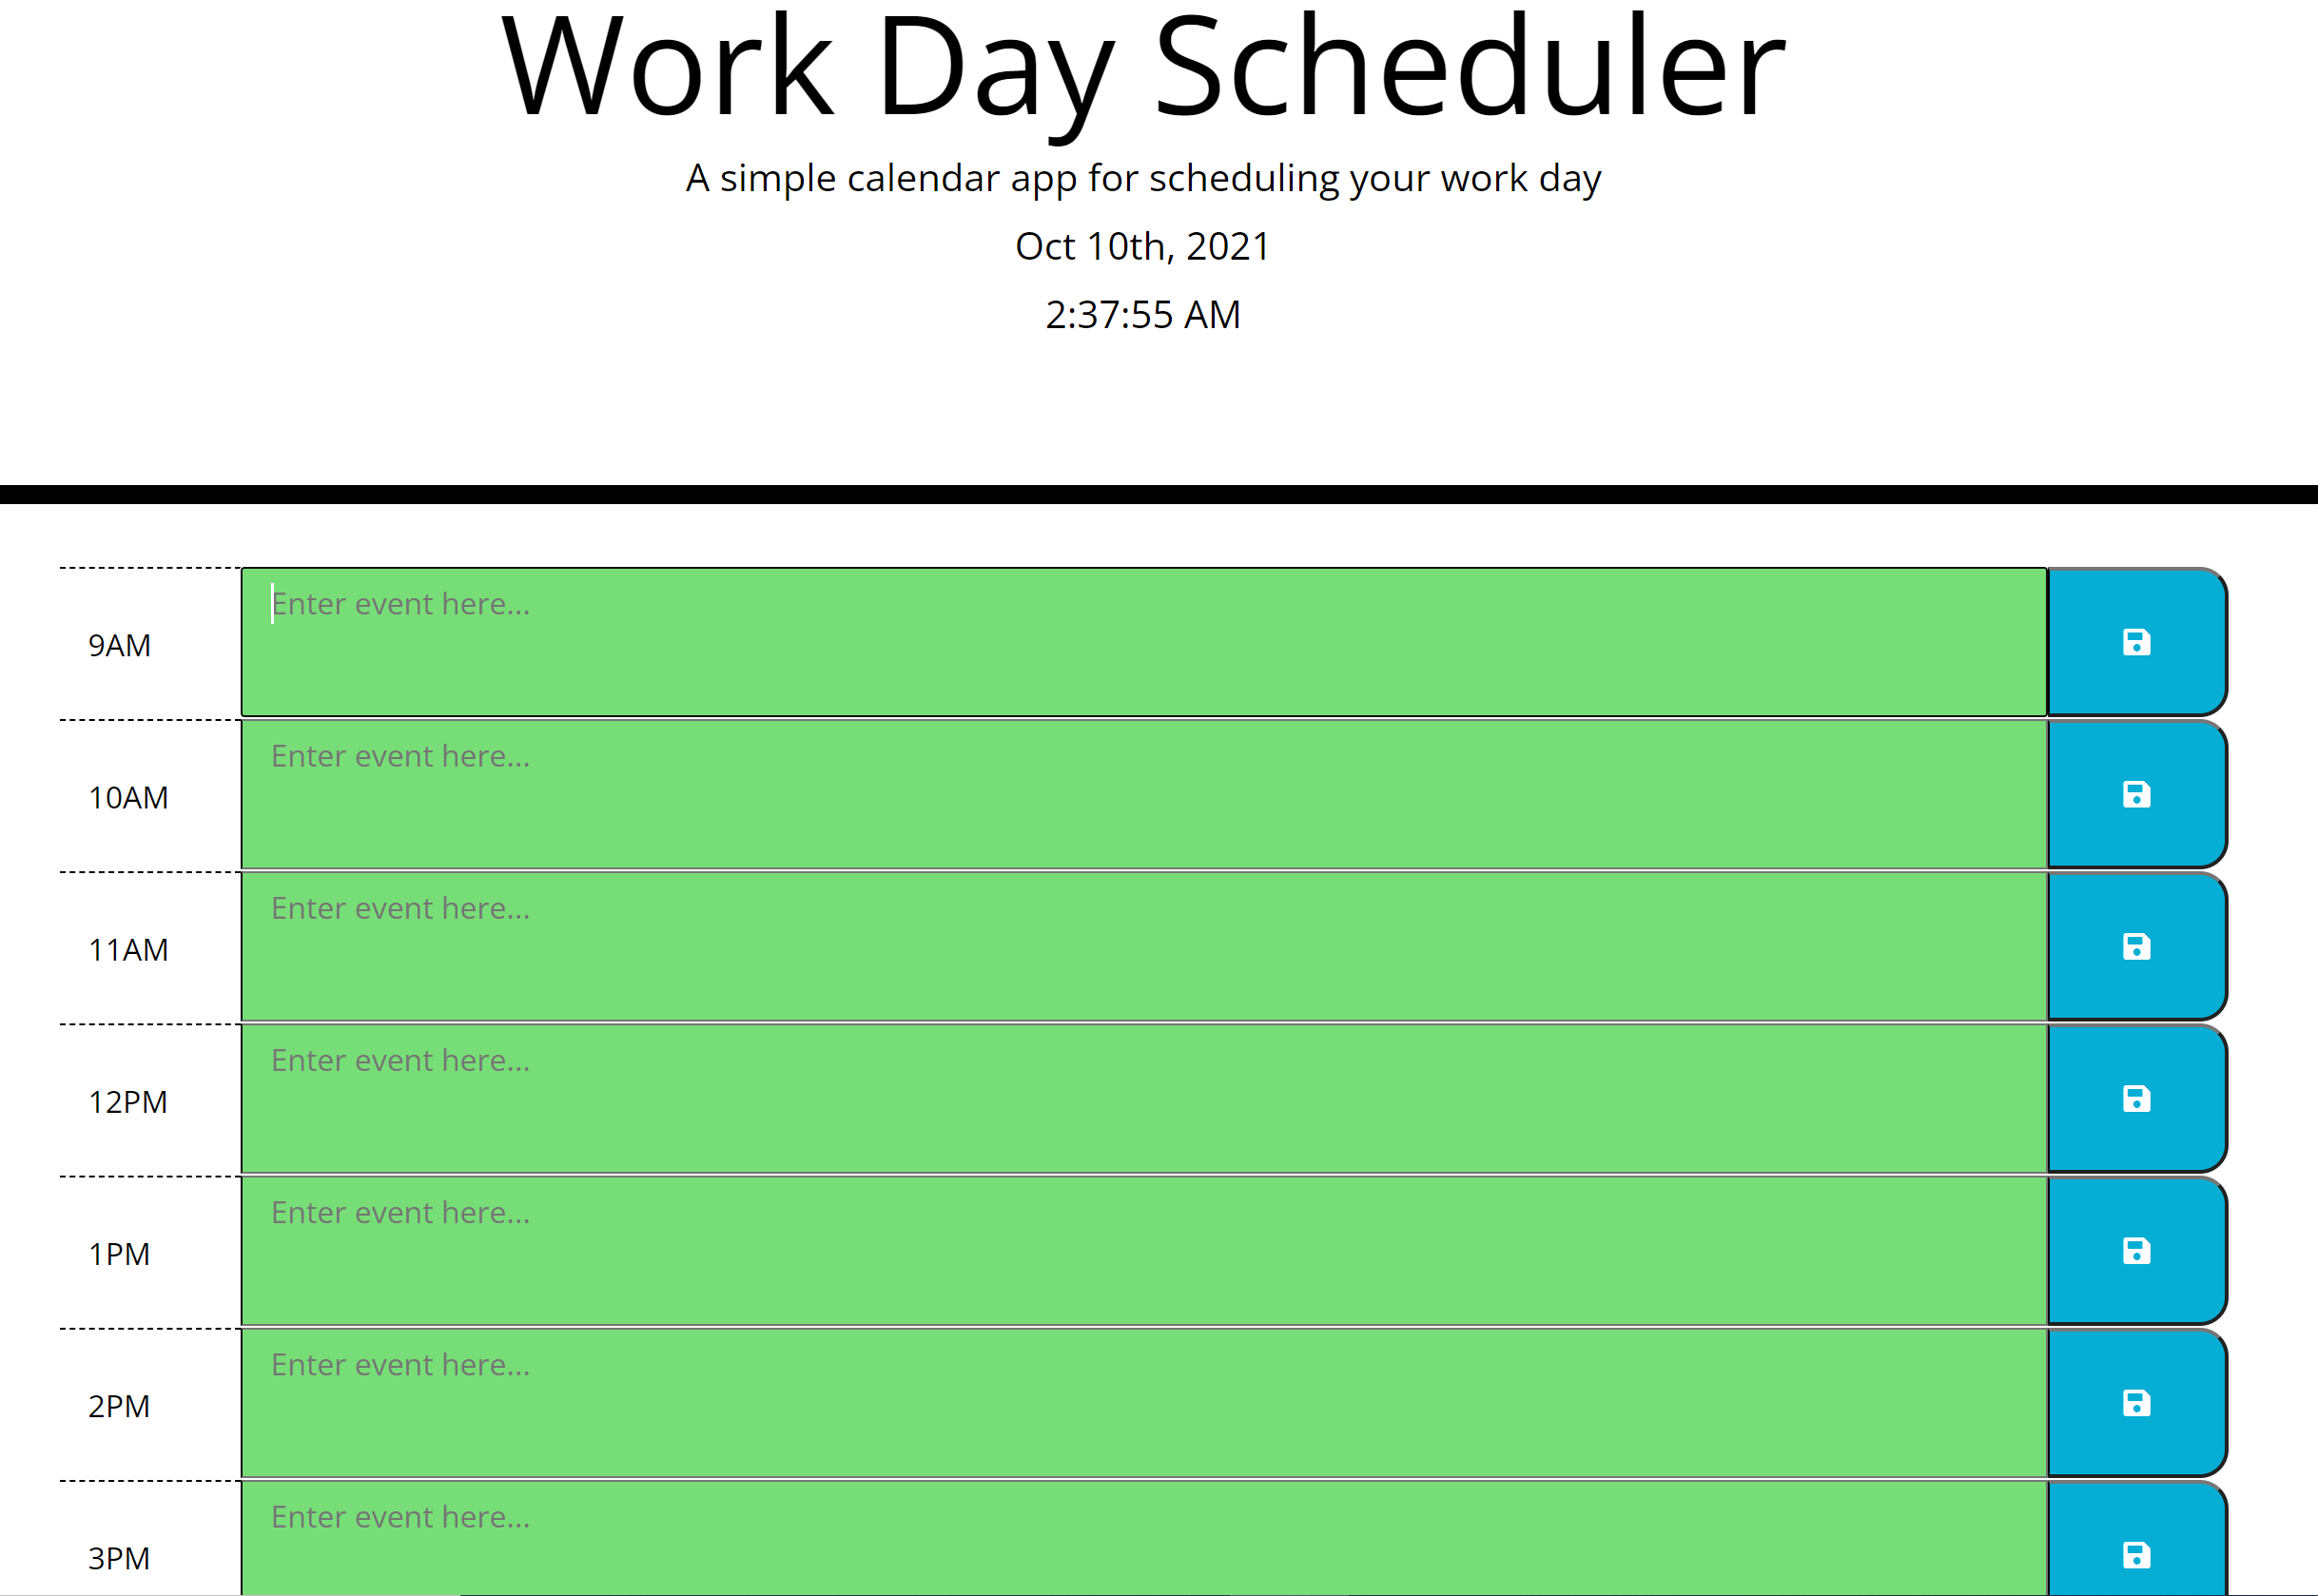 Work Day Scheduler
A simple calendar app for scheduling your work day
Oct 10th, 2021
2:37:55 AM
Enter event here...
9AM
Enter event here...
10AM
Enter event here...
11AM
Enter event here...
12PM
Enter event here...
1PM
Enter event here...
2PM
Enter event here...
3PM